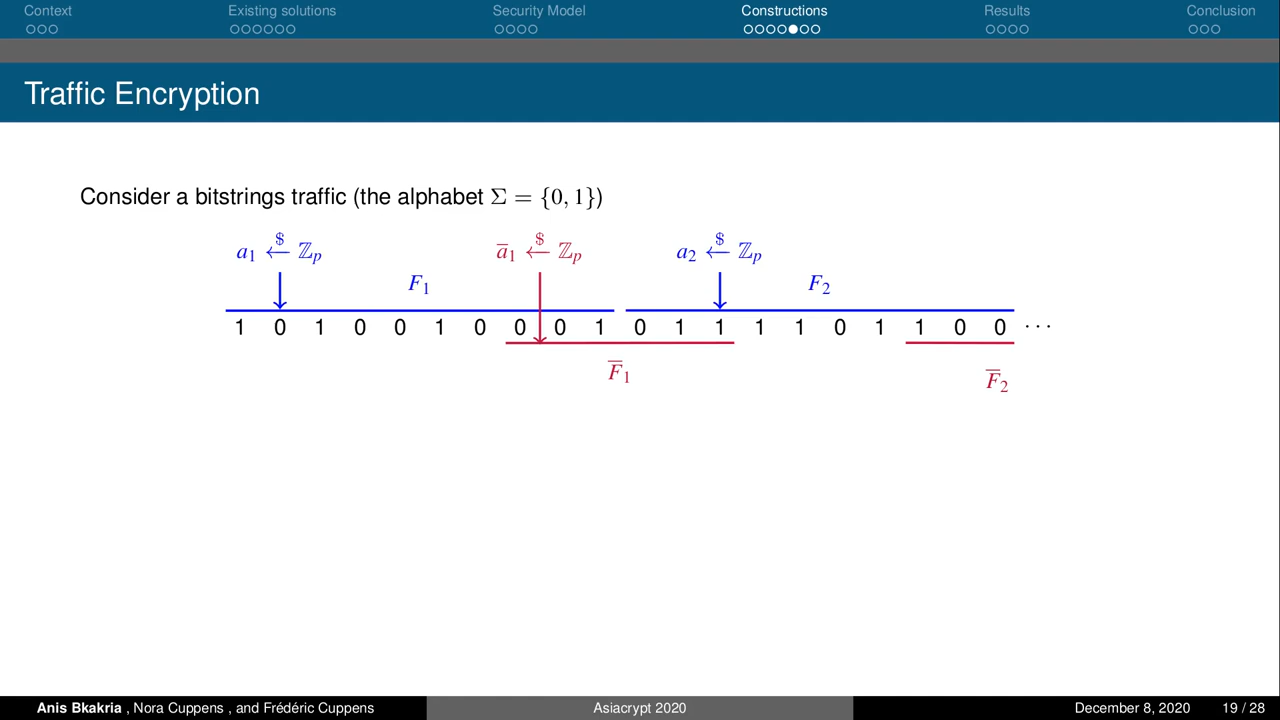 Context Existing solutions Security Model Constructions Results Conclusion
Traffic Encryption
Consider a bitstrings traffic (the alphabet Σ = {0, 1})
a₁ ←$ ℤₚ a̅₁ ←$ ℤₚ a₂ ←$ ℤₚ
F₁ F₂
1 0 1 0 0 1 0 0 0 1 0 1 1 1 1 0 1 1 0 0 ···
F̅₁
F̅₂
Anis Bkakria , Nora Cuppens , and Frédéric Cuppens Asiacrypt 2020 December 8, 2020 19 / 28